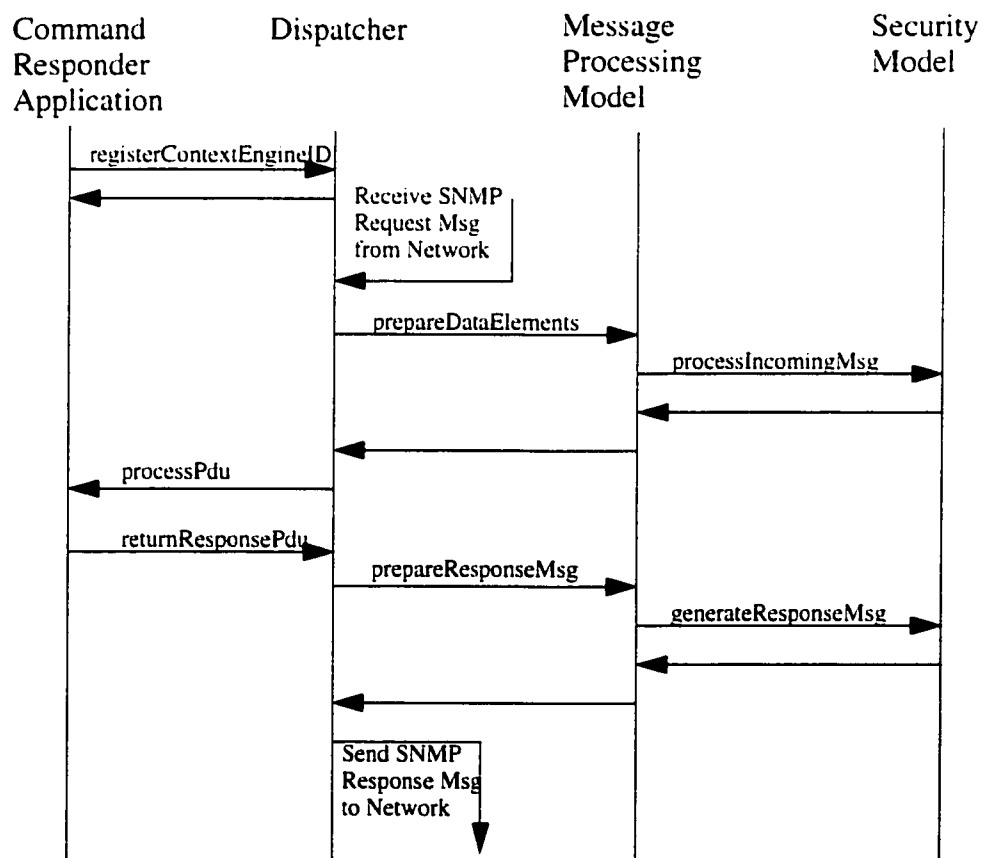 Command
Responder
Application
Dispatcher
Message
Processing
Model
Security
Model
registerContextEngineID
Receive SNMP
Request Msg
from Network
prepareDataElements
processIncomingMsg
processPdu
returnResponsePdu
prepareResponseMsg
generateResponseMsg
Send SNMP
Response Msg
to Network